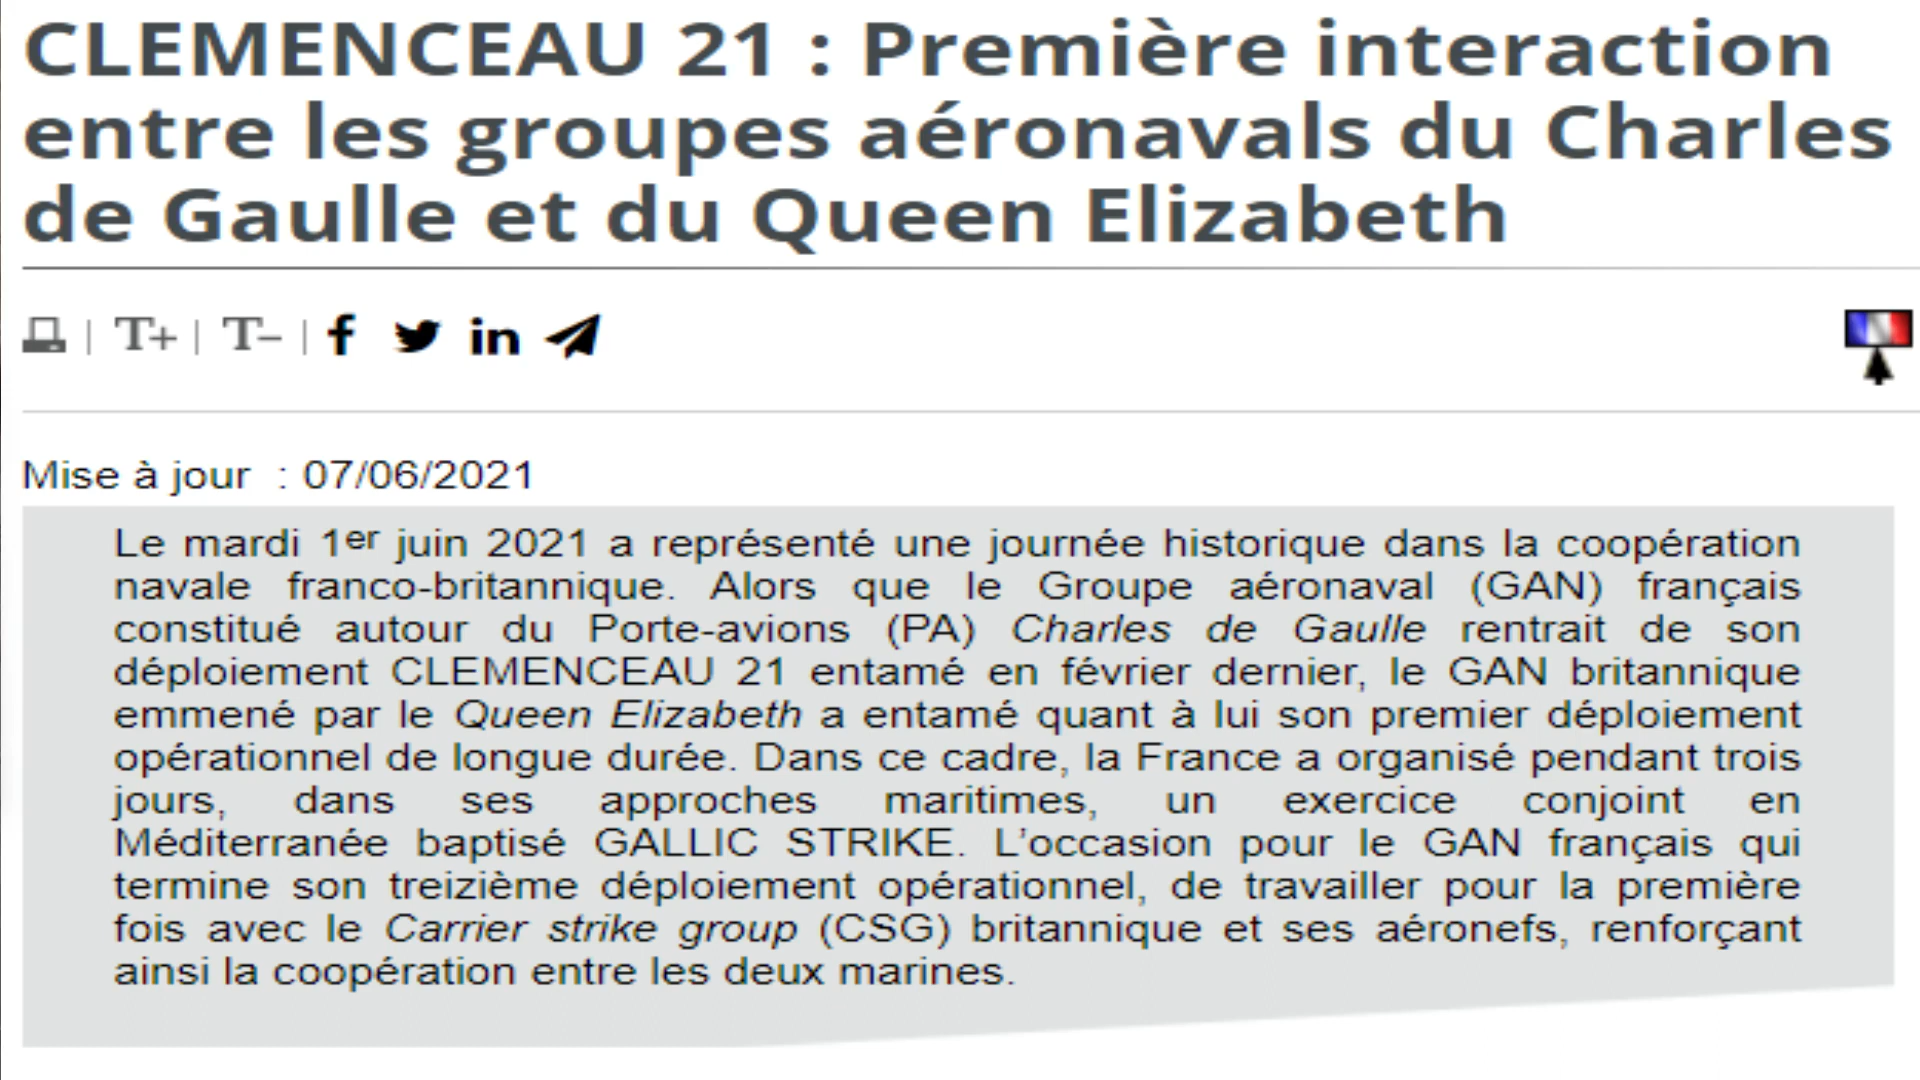 CLEMENCEAU 21 : Première interaction
entre les groupes aéronavals du Charles
de Gaulle et du Queen Elizabeth
| T+ | T- | f in
Mise à jour : 07/06/2021
Le mardi 1er juin 2021 a représenté une journée historique dans la coopération
navale franco-britannique. Alors que le Groupe aéronaval (GAN) français
constitué autour du Porte-avions (PA) Charles de Gaulle rentrait de son
déploiement CLEMENCEAU 21 entamé en février dernier, le GAN britannique
emmené par le Queen Elizabeth a entamé quant à lui son premier déploiement
opérationnel de longue durée. Dans ce cadre, la France a organisé pendant trois
jours, dans ses approches maritimes, un exercice conjoint en
Méditerranée baptisé GALLIC STRIKE. L'occasion pour le GAN français qui
termine son treizième déploiement opérationnel, de travailler pour la première
fois avec le Carrier strike group (CSG) britannique et ses aéronefs, renforçant
ainsi la coopération entre les deux marines.